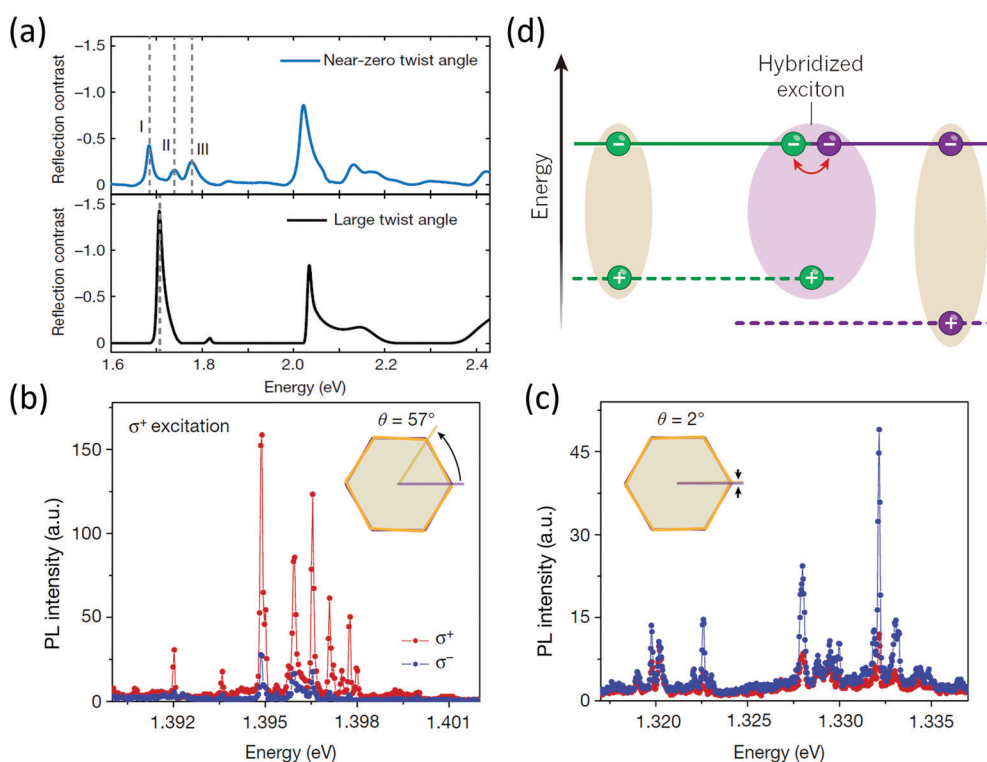 (a)
Reflection contrast
-1.5
-1.0
-0.5
0
I
II
III
Near-zero twist angle
Reflection contrast
-1.5
-1.0
-0.5
0
Large twist angle
1.6
1.8
2.0
2.2
2.4
Energy (eV)
(d)
Energy
Hybridized
exciton
−
−
−
−
+
+
+
(b)
σ+ excitation
θ = 57°
PL intensity (a.u.)
150
100
50
0
σ+
σ−
1.392
1.395
1.398
1.401
Energy (eV)
(c)
θ = 2°
PL intensity (a.u.)
45
30
15
0
1.320
1.325
1.330
1.335
Energy (eV)